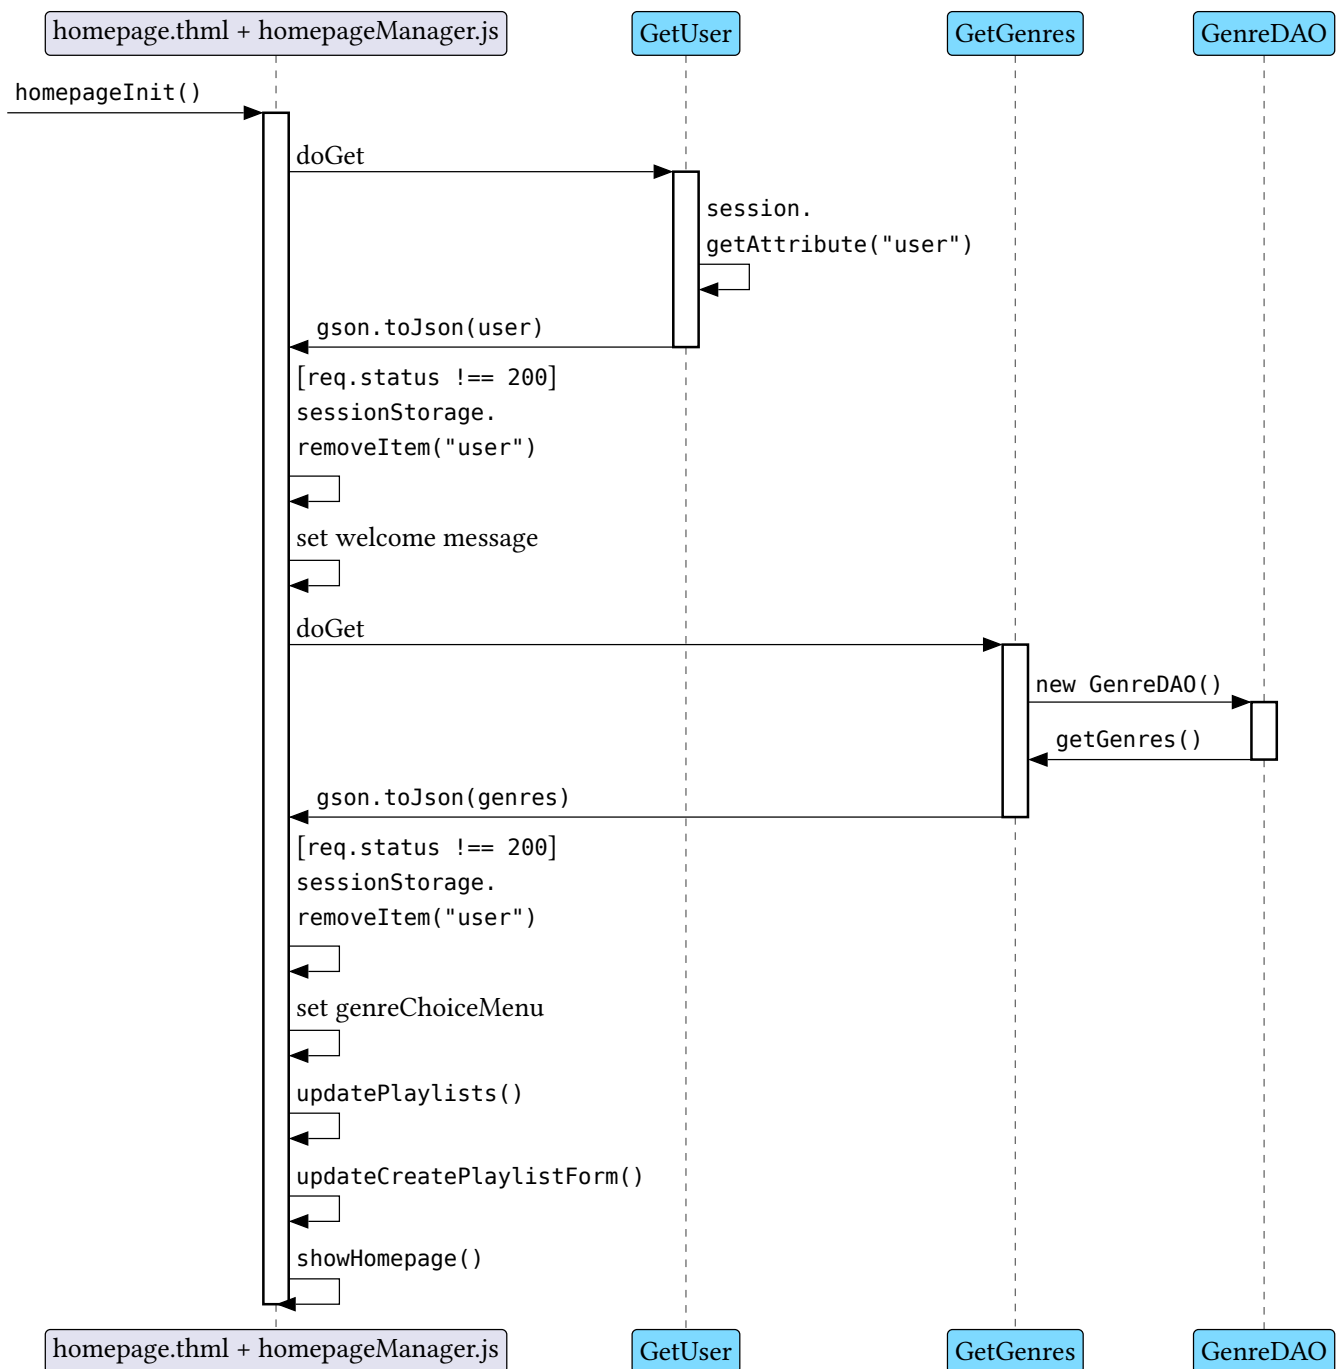 homepage.thml + homepageManager.js
GetUser
GetGenres
GenreDAO
homepageInit()
doGet
session.
getAttribute("user")
gson.toJson(user)
[req.status !== 200]
sessionStorage.
removeItem("user")
set welcome message
doGet
new GenreDAO()
getGenres()
gson.toJson(genres)
[req.status !== 200]
sessionStorage.
removeItem("user")
set genreChoiceMenu
updatePlaylists()
updateCreatePlaylistForm()
showHomepage()
homepage.thml + homepageManager.js
GetUser
GetGenres
GenreDAO